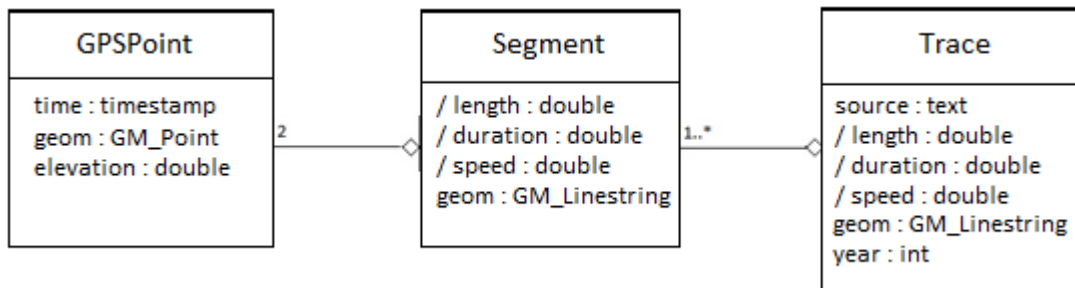 GPSPoint
time : timestamp
geom : GM_Point
elevation : double
2
Segment
/ length : double
/ duration : double
/ speed : double
geom : GM_Linestring
1..*
Trace
source : text
/ length : double
/ duration : double
/ speed : double
geom : GM_Linestring
year : int